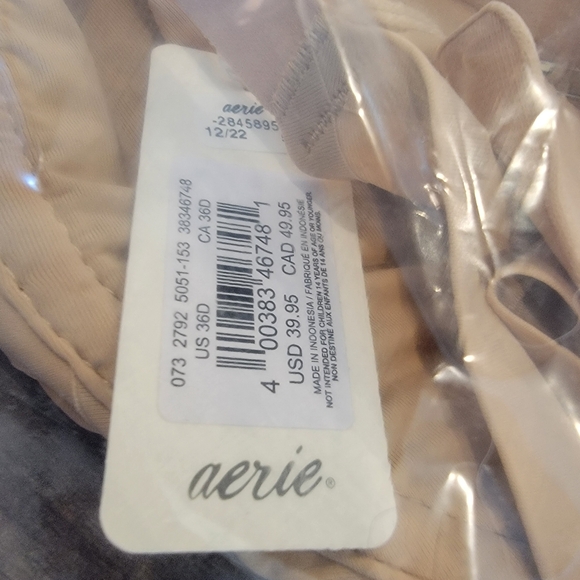 aerie
-2845895
12/22
073 2792 5051-153 38346748
US 36D CA 36D
4 00383 46748 1
USD 39.95 CAD 49.95
MADE IN INDONESIA / FABRIQUÉ EN INDONÉSIE
NOT INTENDED FOR CHILDREN 14 YEARS OF AGE OR YOUNGER.
NON DESTINÉ AUX ENFANTS DE 14 ANS OU MOINS.
aerie®